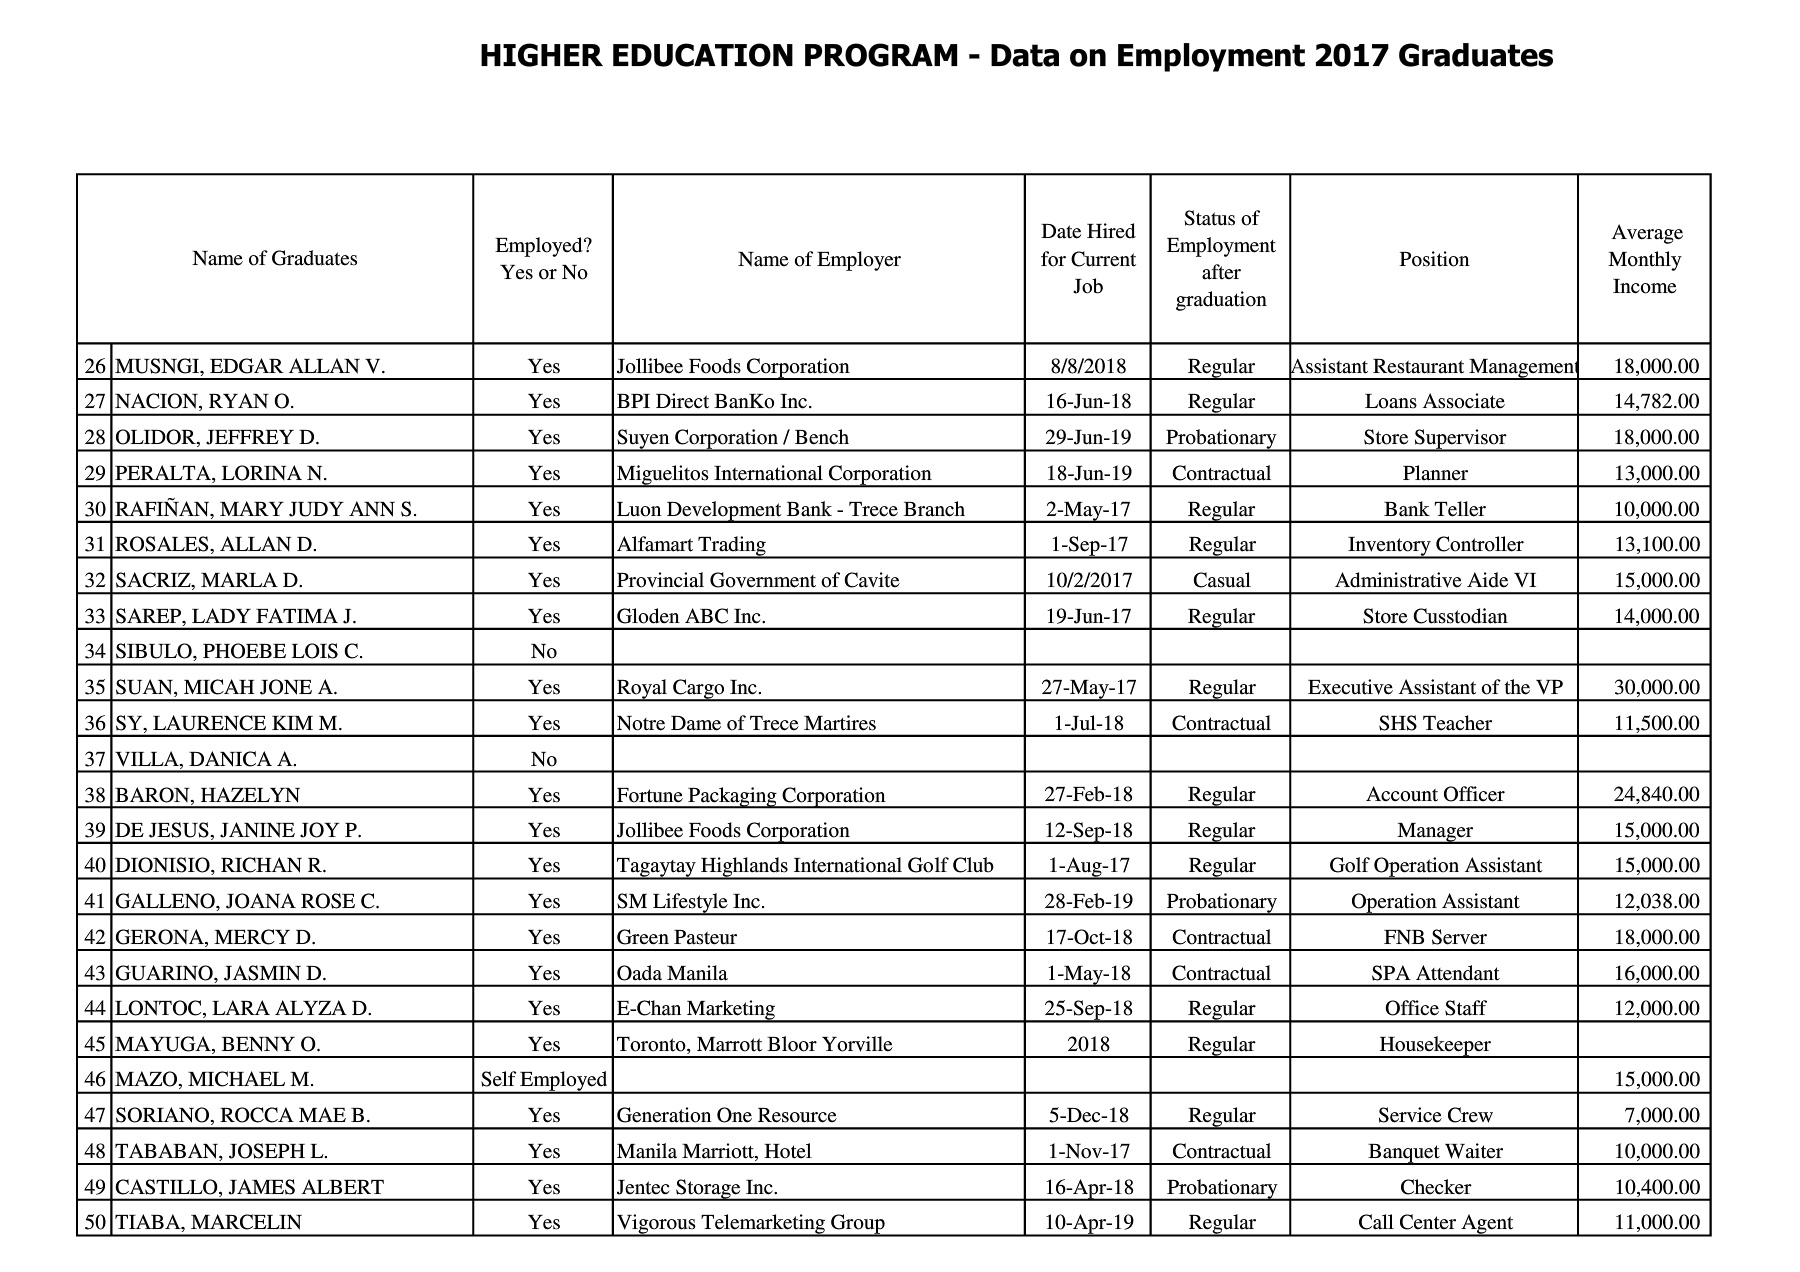 HIGHER EDUCATION PROGRAM - Data on Employment 2017 Graduates
Name of Graduates
Employed?
Yes or No
Name of Employer
Date Hired
for Current
Job
Status of
Employment
after
graduation
Position
Average
Monthly
Income
26 MUSNGI, EDGAR ALLAN V. Yes Jollibee Foods Corporation 8/8/2018 Regular Assistant Restaurant Management 18,000.00
27 NACION, RYAN O. Yes BPI Direct BanKo Inc. 16-Jun-18 Regular Loans Associate 14,782.00
28 OLIDOR, JEFFREY D. Yes Suyen Corporation / Bench 29-Jun-19 Probationary Store Supervisor 18,000.00
29 PERALTA, LORINA N. Yes Miguelitos International Corporation 18-Jun-19 Contractual Planner 13,000.00
30 RAFIÑAN, MARY JUDY ANN S. Yes Luon Development Bank - Trece Branch 2-May-17 Regular Bank Teller 10,000.00
31 ROSALES, ALLAN D. Yes Alfamart Trading 1-Sep-17 Regular Inventory Controller 13,100.00
32 SACRIZ, MARLA D. Yes Provincial Government of Cavite 10/2/2017 Casual Administrative Aide VI 15,000.00
33 SAREP, LADY FATIMA J. Yes Gloden ABC Inc. 19-Jun-17 Regular Store Cusstodian 14,000.00
34 SIBULO, PHOEBE LOIS C. No
35 SUAN, MICAH JONE A. Yes Royal Cargo Inc. 27-May-17 Regular Executive Assistant of the VP 30,000.00
36 SY, LAURENCE KIM M. Yes Notre Dame of Trece Martires 1-Jul-18 Contractual SHS Teacher 11,500.00
37 VILLA, DANICA A. No
38 BARON, HAZELYN Yes Fortune Packaging Corporation 27-Feb-18 Regular Account Officer 24,840.00
39 DE JESUS, JANINE JOY P. Yes Jollibee Foods Corporation 12-Sep-18 Regular Manager 15,000.00
40 DIONISIO, RICHAN R. Yes Tagaytay Highlands International Golf Club 1-Aug-17 Regular Golf Operation Assistant 15,000.00
41 GALLENO, JOANA ROSE C. Yes SM Lifestyle Inc. 28-Feb-19 Probationary Operation Assistant 12,038.00
42 GERONA, MERCY D. Yes Green Pasteur 17-Oct-18 Contractual FNB Server 18,000.00
43 GUARINO, JASMIN D. Yes Oada Manila 1-May-18 Contractual SPA Attendant 16,000.00
44 LONTOC, LARA ALYZA D. Yes E-Chan Marketing 25-Sep-18 Regular Office Staff 12,000.00
45 MAYUGA, BENNY O. Yes Toronto, Marrott Bloor Yorville 2018 Regular Housekeeper
46 MAZO, MICHAEL M. Self Employed 15,000.00
47 SORIANO, ROCCA MAE B. Yes Generation One Resource 5-Dec-18 Regular Service Crew 7,000.00
48 TABABAN, JOSEPH L. Yes Manila Marriott, Hotel 1-Nov-17 Contractual Banquet Waiter 10,000.00
49 CASTILLO, JAMES ALBERT Yes Jentec Storage Inc. 16-Apr-18 Probationary Checker 10,400.00
50 TIABA, MARCELIN Yes Vigorous Telemarketing Group 10-Apr-19 Regular Call Center Agent 11,000.00